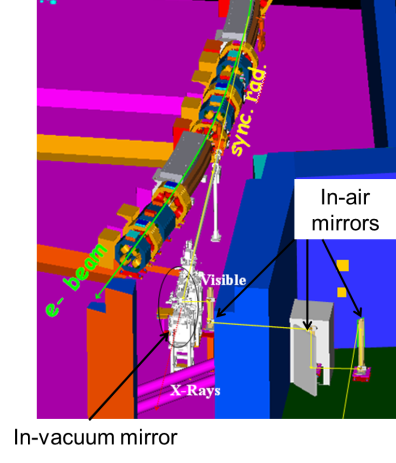 sync. rad.
In-air
mirrors
e- beam
Visible
X-Rays
In-vacuum mirror